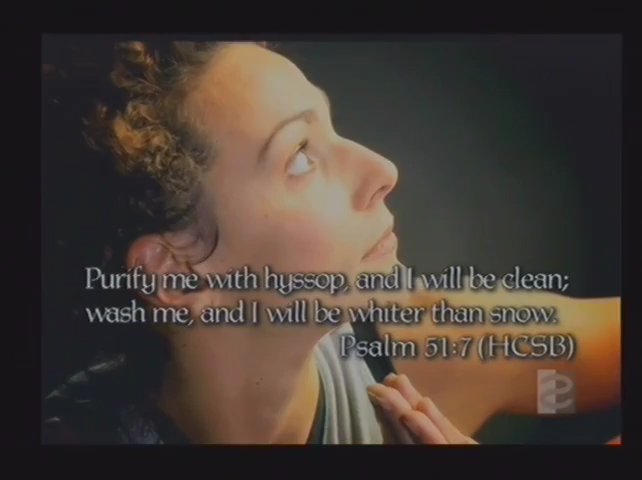 Purify me with hyssop, and I will be clean;
wash me, and I will be whiter than snow.
Psalm 51:7 (HCSB)